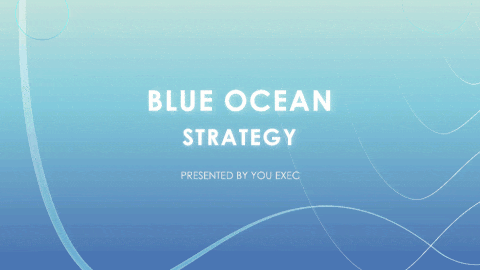 BLUE OCEAN
STRATEGY
PRESENTED BY YOU EXEC